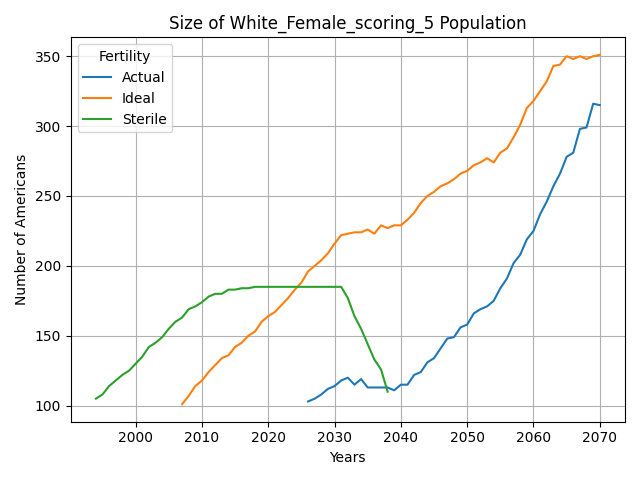 Size of White_Female_scoring_5 Population
Fertility
Actual
Ideal
Sterile
Number of Americans
350
300
250
200
150
100
2000 2010 2020 2030 2040 2050 2060 2070
Years